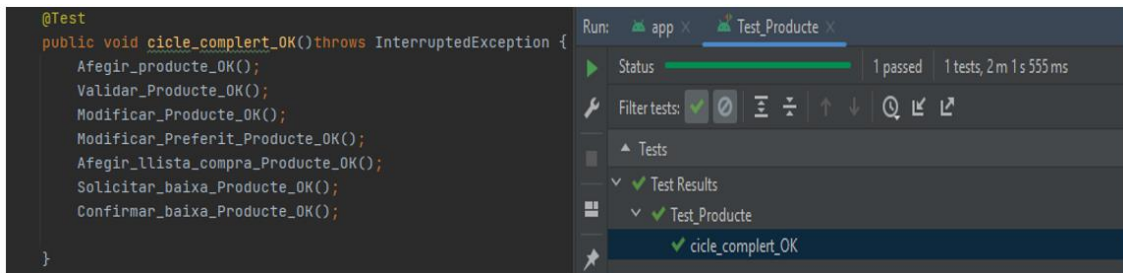 @Test
public void cicle_complert_OK()throws InterruptedException {
Afegir_producte_OK();
Validar_Producte_OK();
Modificar_Producte_OK();
Modificar_Preferit_Producte_OK();
Afegir_llista_compra_Producte_OK();
Solicitar_baixa_Producte_OK();
Confirmar_baixa_Producte_OK();
}
Run: app Test_Producte
Status 1 passed 1 tests, 2 m 1 s 555 ms
Filter tests:
Tests
Test Results
Test_Producte
cicle_complert_OK